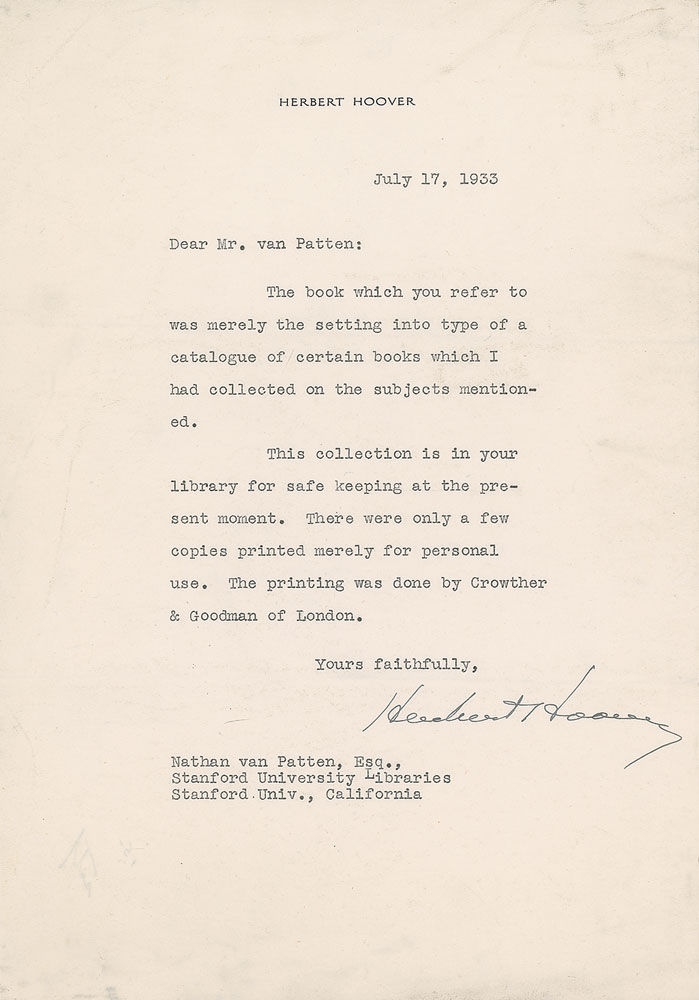 HERBERT HOOVER
July 17, 1933
Dear Mr. van Patten:
The book which you refer to
was merely the setting into type of a
catalogue of certain books which I
had collected on the subjects mention-
ed.
This collection is in your
library for safe keeping at the pre-
sent moment.  There were only a few
copies printed merely for personal
use.  The printing was done by Crowther
& Goodman of London.
Yours faithfully,
Herbert Hoover
Nathan van Patten, Esq.,
Stanford University Libraries
Stanford Univ., California